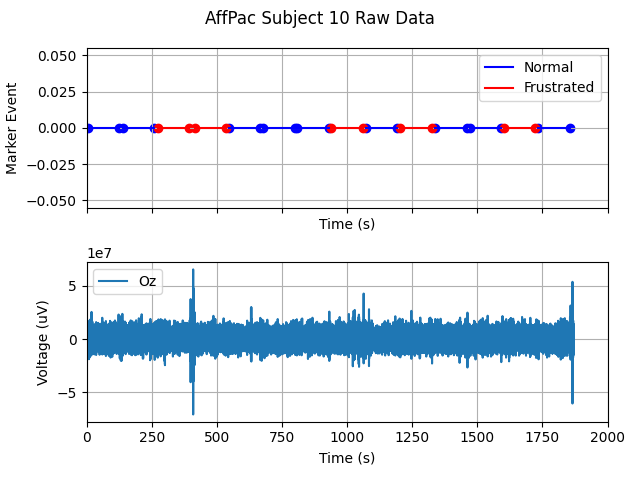 AffPac Subject 10 Raw Data
0.050
0.025
0.000
−0.025
−0.050
Marker Event
Normal
Frustrated
Time (s)
1e7
5
0
−5
Voltage (uV)
Oz
0 250 500 750 1000 1250 1500 1750 2000
Time (s)